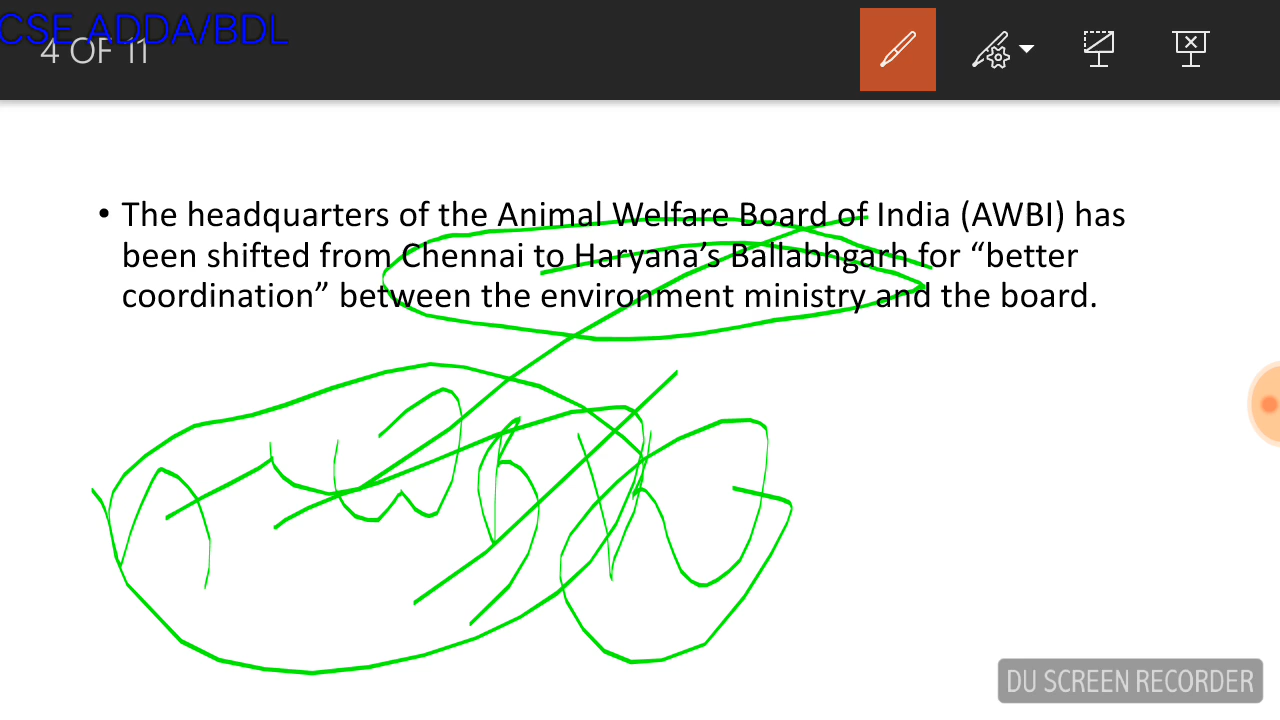 CSE ADDA/BDL
4 OF 11
• The headquarters of the Animal Welfare Board of India (AWBI) has
been shifted from Chennai to Haryana’s Ballabhgarh for “better
coordination” between the environment ministry and the board.
DU SCREEN RECORDER